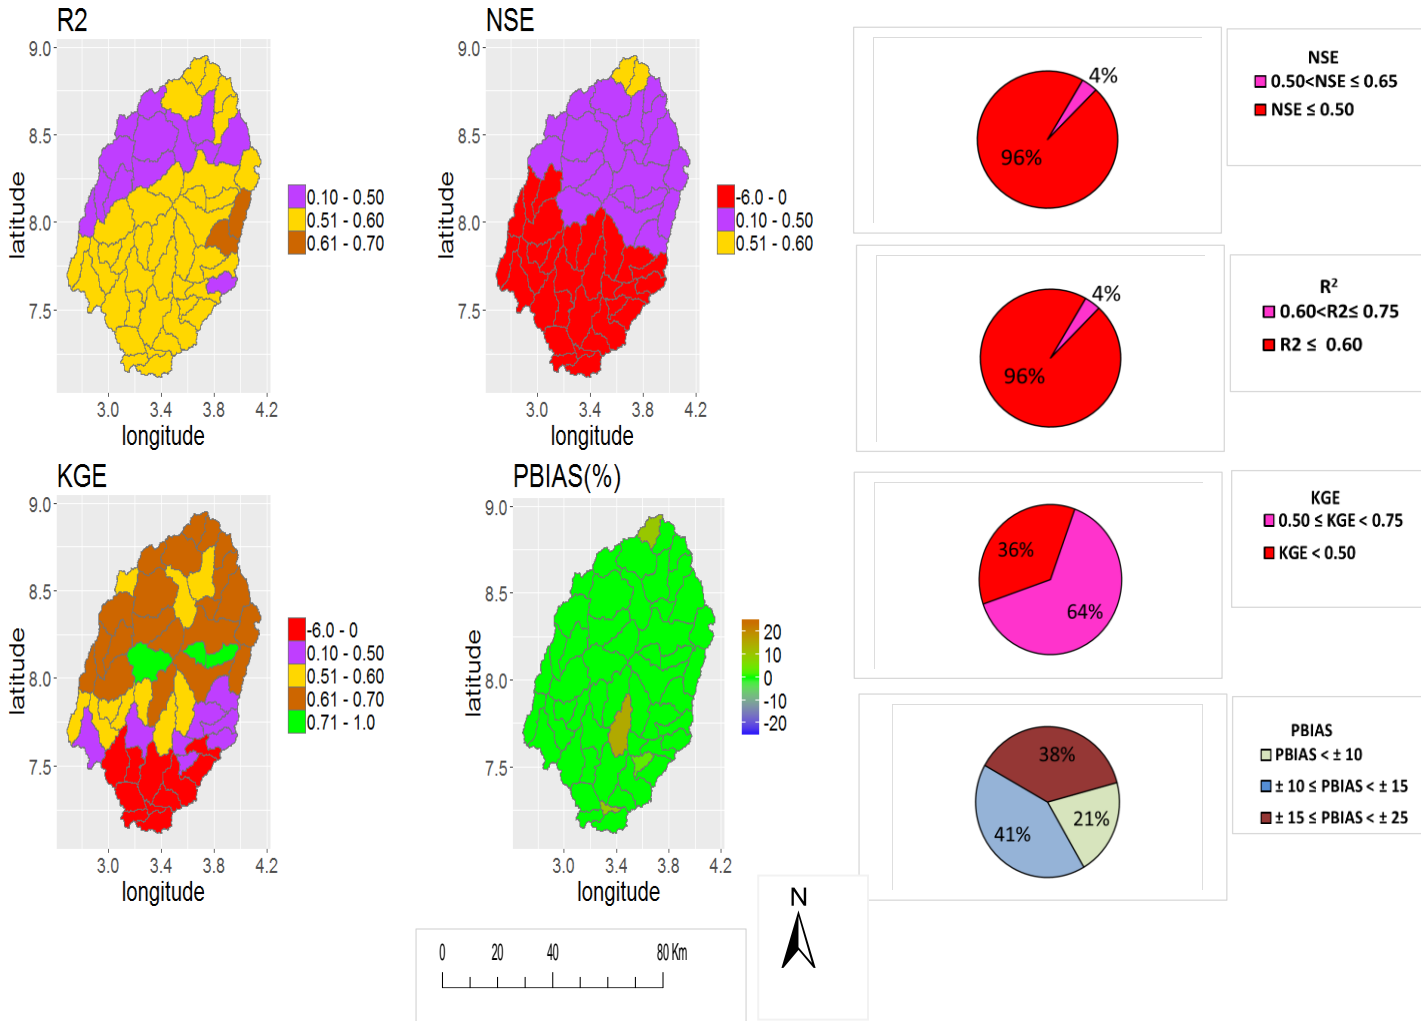 R2
9.0
8.5
8.0
7.5
latitude
3.0 3.4 3.8 4.2
longitude
0.10 - 0.50
0.51 - 0.60
0.61 - 0.70
NSE
9.0
8.5
8.0
7.5
latitude
3.0 3.4 3.8 4.2
longitude
-6.0 - 0
0.10 - 0.50
0.51 - 0.60
4%
96%
NSE
0.50<NSE ≤ 0.65
NSE ≤ 0.50
4%
96%
R²
0.60<R2≤ 0.75
R2 ≤ 0.60
KGE
9.0
8.5
8.0
7.5
latitude
3.0 3.4 3.8 4.2
longitude
-6.0 - 0
0.10 - 0.50
0.51 - 0.60
0.61 - 0.70
0.71 - 1.0
PBIAS(%)
9.0
8.5
8.0
7.5
latitude
3.0 3.4 3.8 4.2
longitude
20
10
0
-10
-20
36%
64%
KGE
0.50 ≤ KGE < 0.75
KGE < 0.50
38%
41%
21%
PBIAS
PBIAS < ± 10
± 10 ≤ PBIAS < ± 15
± 15 ≤ PBIAS < ± 25
0 20 40 80 Km
N